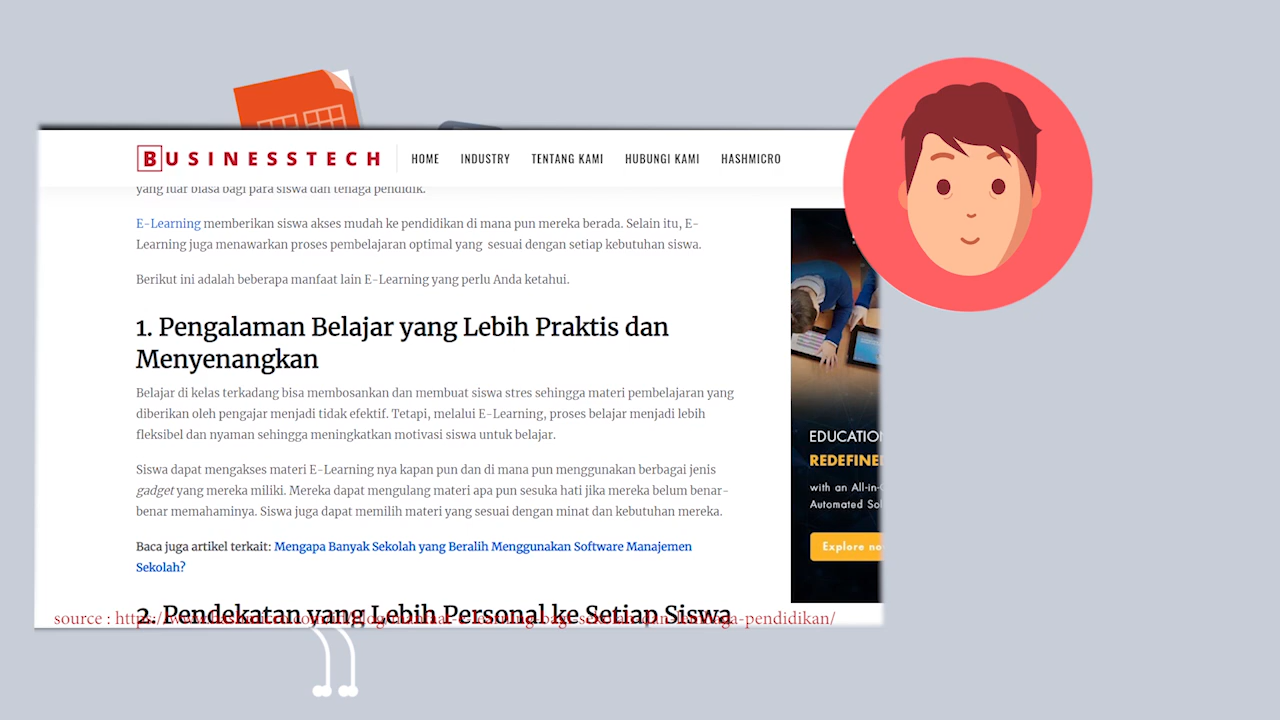 BUSINESSTECH HOME INDUSTRY TENTANG KAMI HUBUNGI KAMI HASHMICRO
yang luar biasa bagi para siswa dan tenaga pendidik.
E-Learning memberikan siswa akses mudah ke pendidikan di mana pun mereka berada. Selain itu, E-
Learning juga menawarkan proses pembelajaran optimal yang sesuai dengan setiap kebutuhan siswa.
Berikut ini adalah beberapa manfaat lain E-Learning yang perlu Anda ketahui.
1. Pengalaman Belajar yang Lebih Praktis dan
Menyenangkan
Belajar di kelas terkadang bisa membosankan dan membuat siswa stres sehingga materi pembelajaran yang
diberikan oleh pengajar menjadi tidak efektif. Tetapi, melalui E-Learning, proses belajar menjadi lebih
fleksibel dan nyaman sehingga meningkatkan motivasi siswa untuk belajar.
Siswa dapat mengakses materi E-Learning nya kapan pun dan di mana pun menggunakan berbagai jenis
gadget yang mereka miliki. Mereka dapat mengulang materi apa pun sesuka hati jika mereka belum benar-
benar memahaminya. Siswa juga dapat memilih materi yang sesuai dengan minat dan kebutuhan mereka.
Baca juga artikel terkait: Mengapa Banyak Sekolah yang Beralih Menggunakan Software Manajemen
Sekolah?
2. Pendekatan yang Lebih Personal ke Setiap Siswa
source :
EDUCATIO
REDEFINE
with an All-in-
Automated Sol
Explore no